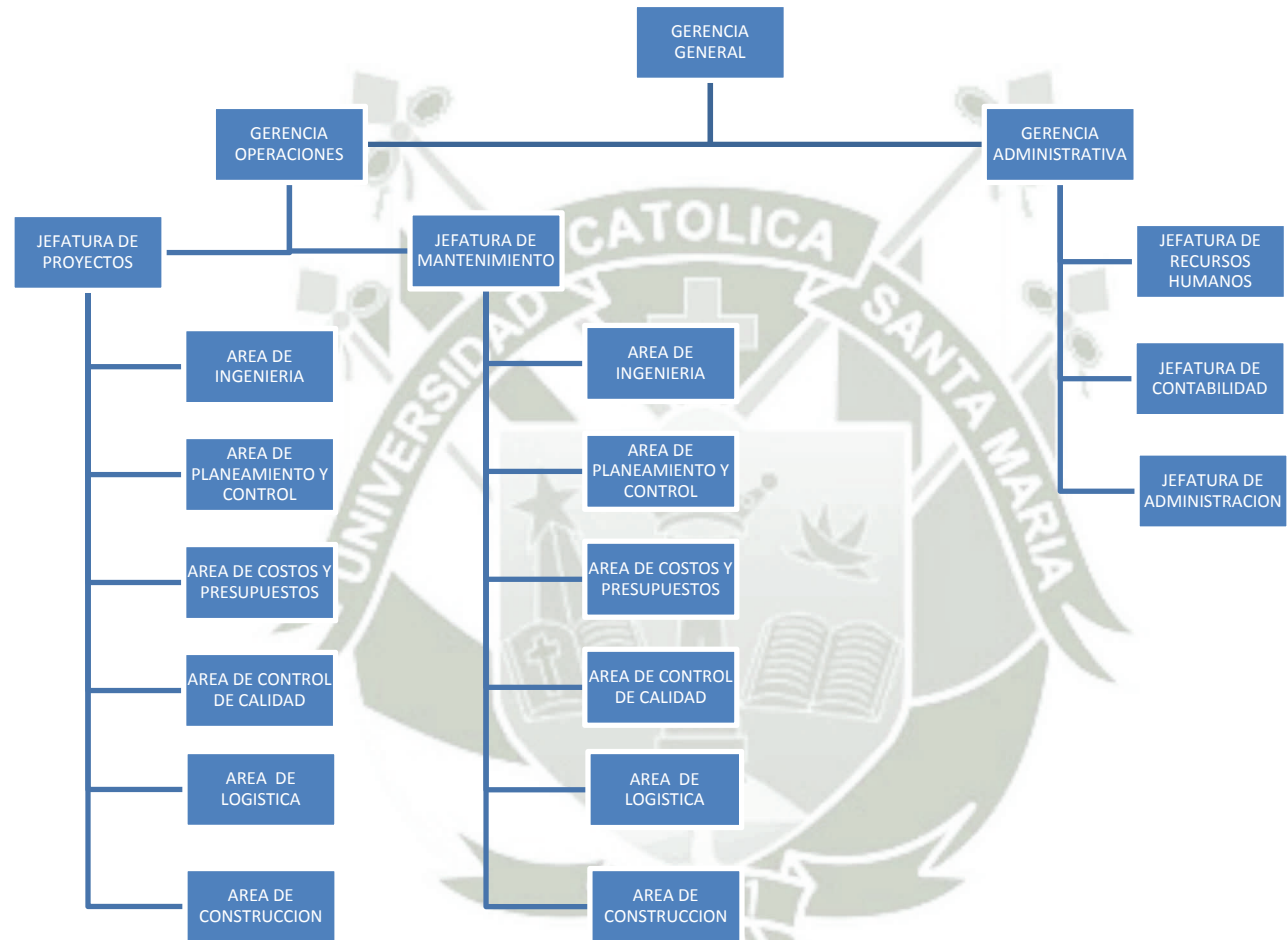 GERENCIA
GENERAL
GERENCIA
OPERACIONES
GERENCIA
ADMINISTRATIVA
JEFATURA DE
PROYECTOS
JEFATURA DE
MANTENIMIENTO
JEFATURA DE
RECURSOS
HUMANOS
AREA DE
INGENIERIA
AREA DE
INGENIERIA
JEFATURA DE
CONTABILIDAD
AREA DE
PLANEAMIENTO Y
CONTROL
AREA DE
PLANEAMIENTO Y
CONTROL
JEFATURA DE
ADMINISTRACION
AREA DE COSTOS Y
PRESUPUESTOS
AREA DE COSTOS Y
PRESUPUESTOS
AREA DE CONTROL
DE CALIDAD
AREA DE CONTROL
DE CALIDAD
AREA DE
LOGISTICA
AREA DE
LOGISTICA
AREA DE
CONSTRUCCION
AREA DE
CONSTRUCCION
UNIVERSIDAD CATOLICA SANTA MARIA